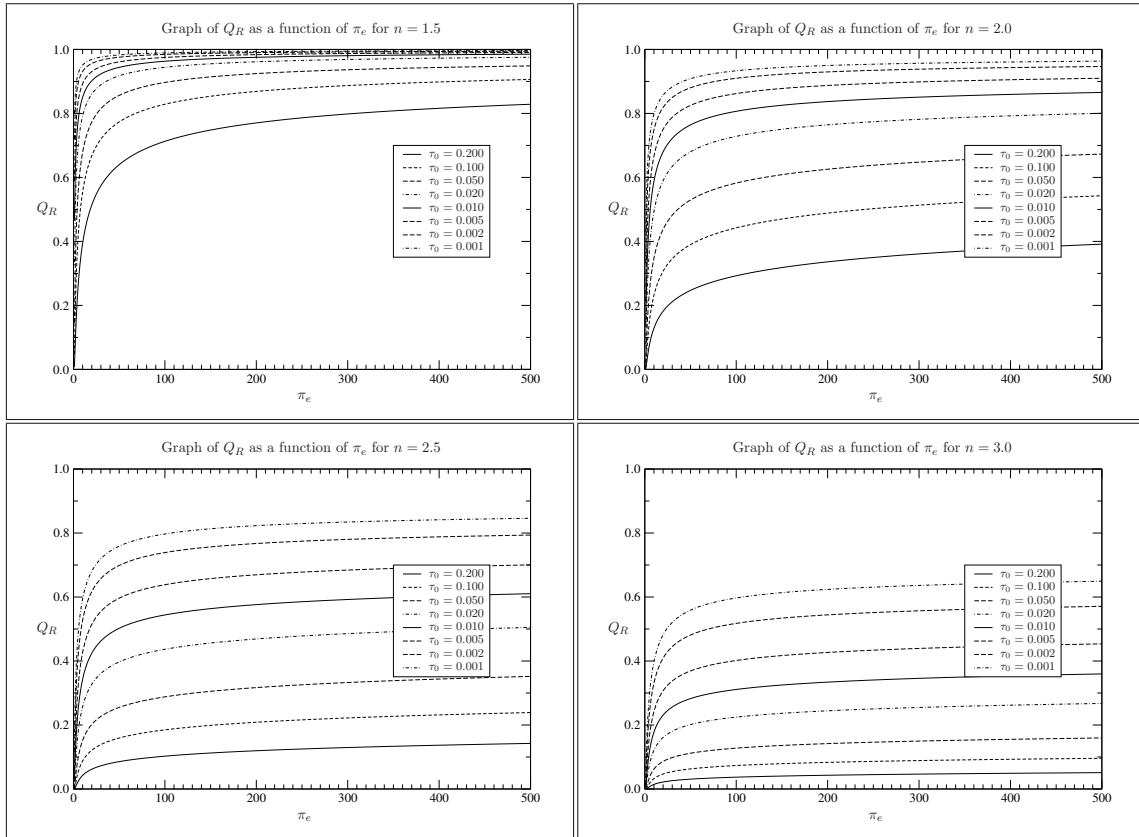 Graph of Q_R as a function of π_e for n = 1.5
1.0
0.8
0.6
0.4
0.2
0.0
Q_R
τ_0 = 0.200
τ_0 = 0.100
τ_0 = 0.050
τ_0 = 0.020
τ_0 = 0.010
τ_0 = 0.005
τ_0 = 0.002
τ_0 = 0.001
0 100 200 300 400 500
π_e
Graph of Q_R as a function of π_e for n = 2.0
1.0
0.8
0.6
0.4
0.2
0.0
Q_R
τ_0 = 0.200
τ_0 = 0.100
τ_0 = 0.050
τ_0 = 0.020
τ_0 = 0.010
τ_0 = 0.005
τ_0 = 0.002
τ_0 = 0.001
0 100 200 300 400 500
π_e
Graph of Q_R as a function of π_e for n = 2.5
1.0
0.8
0.6
0.4
0.2
0.0
Q_R
τ_0 = 0.200
τ_0 = 0.100
τ_0 = 0.050
τ_0 = 0.020
τ_0 = 0.010
τ_0 = 0.005
τ_0 = 0.002
τ_0 = 0.001
0 100 200 300 400 500
π_e
Graph of Q_R as a function of π_e for n = 3.0
1.0
0.8
0.6
0.4
0.2
0.0
Q_R
τ_0 = 0.200
τ_0 = 0.100
τ_0 = 0.050
τ_0 = 0.020
τ_0 = 0.010
τ_0 = 0.005
τ_0 = 0.002
τ_0 = 0.001
0 100 200 300 400 500
π_e